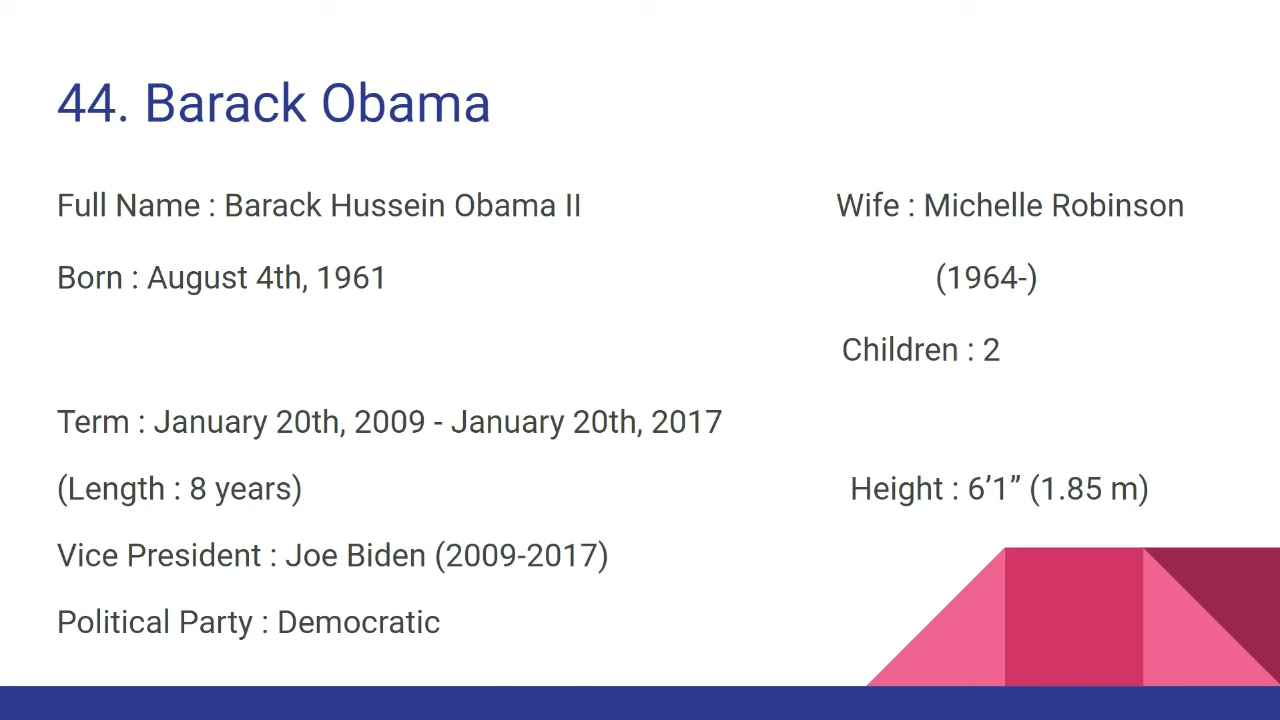 44. Barack Obama
Full Name : Barack Hussein Obama II
Wife : Michelle Robinson
Born : August 4th, 1961
(1964-)
Children : 2
Term : January 20th, 2009 - January 20th, 2017
(Length : 8 years)
Height : 6’1” (1.85 m)
Vice President : Joe Biden (2009-2017)
Political Party : Democratic